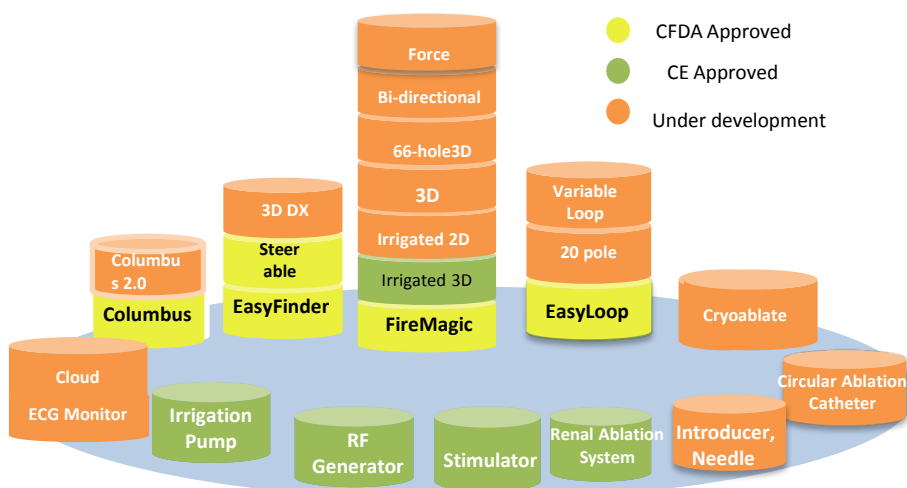 Force
Bi-directional
66-hole3D
3D
Irrigated 2D
Irrigated 3D
FireMagic
CFDA Approved
CE Approved
Under development
3D DX
Steer
able
EasyFinder
Variable
Loop
20 pole
EasyLoop
Columbu
s 2.0
Columbus
Cryoablate
Cloud
ECG Monitor
Irrigation
Pump
RF
Generator
Stimulator
Renal Ablation
System
Introducer,
Needle
Circular Ablation
Catheter